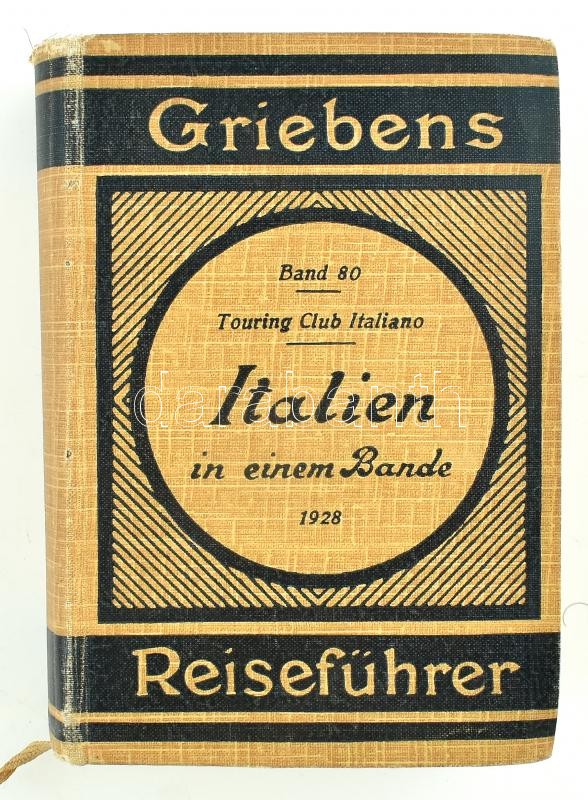 Griebens
Band 80
Touring Club Italiano
Italien
in einem Bande
1928
Reiseführer